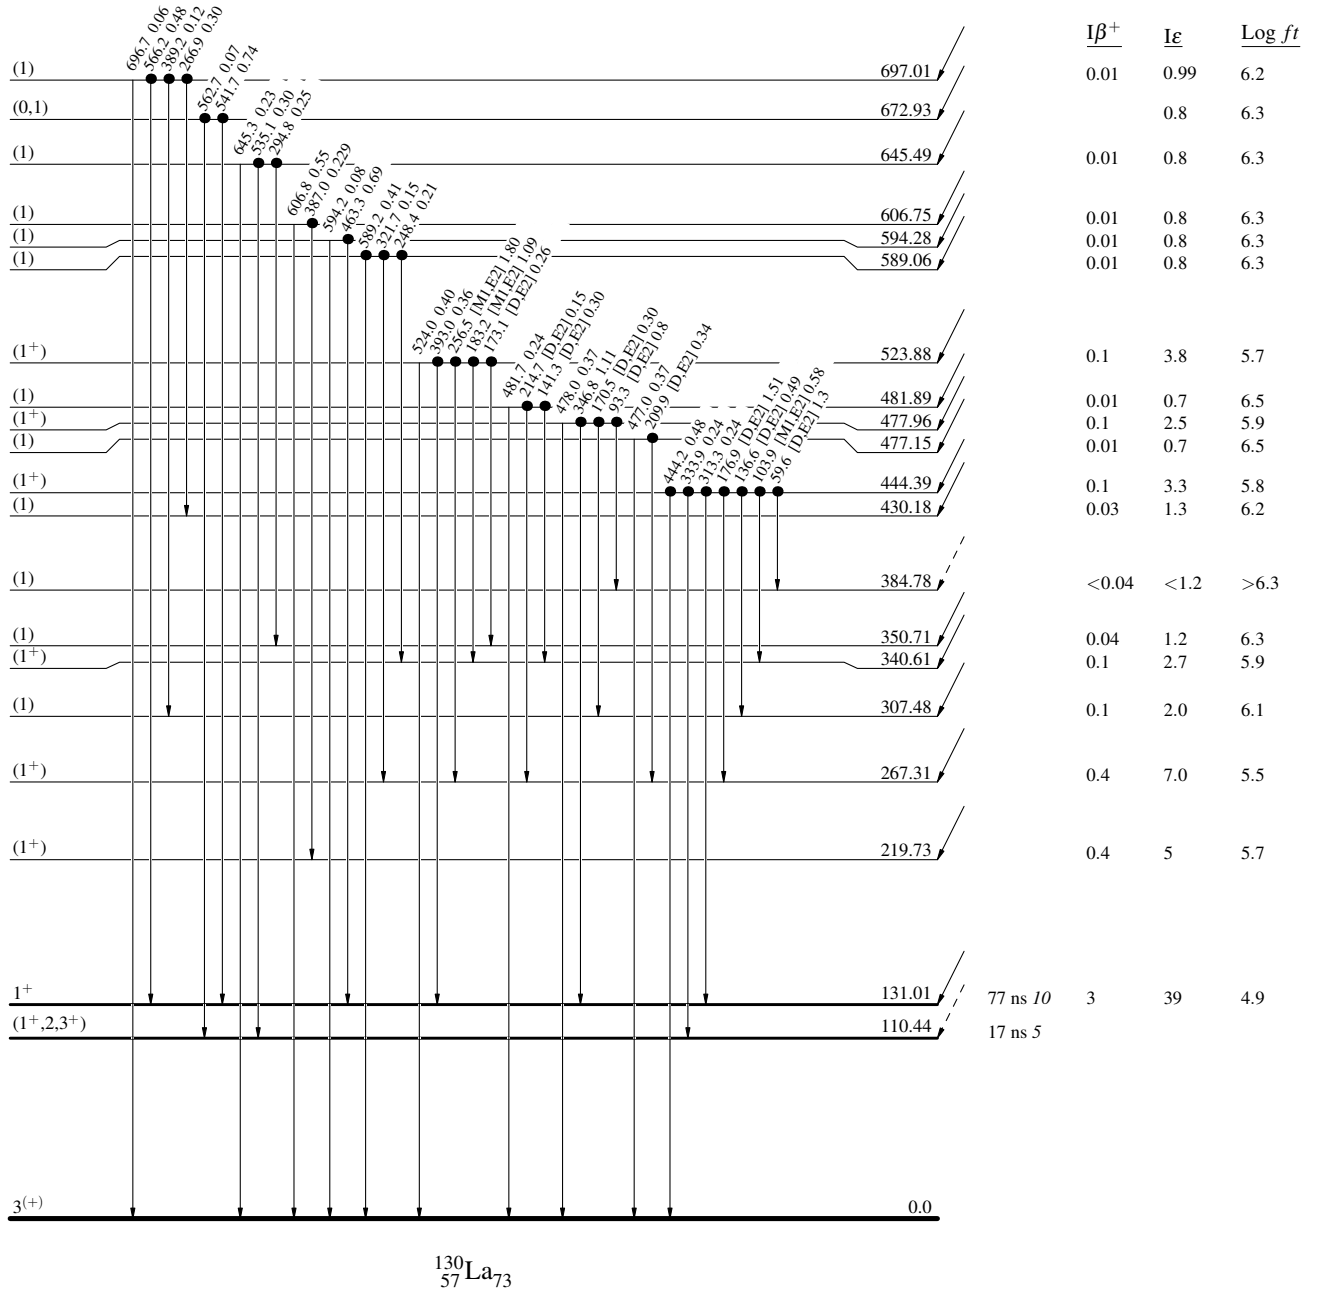 Iβ⁺ Iε Log ft
696.7 0.06
566.2 0.48
389.2 0.12
266.9 0.30
(1) 697.01 0.01 0.99 6.2
562.7 0.07
541.7 0.74
(0,1) 672.93 0.8 6.3
645.3 0.23
535.1 0.30
294.8 0.25
(1) 645.49 0.01 0.8 6.3
606.8 0.55
387.0 0.229
(1) 606.75 0.01 0.8 6.3
594.2 0.08
463.3 0.69
(1) 594.28 0.01 0.8 6.3
589.2 0.41
321.7 0.15
248.4 0.21
(1) 589.06 0.01 0.8 6.3
524.0 0.40
393.0 0.36
256.5 [M1,E2] 1.80
183.2 [M1,E2] 1.09
173.1 [D,E2] 0.26
(1⁺) 523.88 0.1 3.8 5.7
481.7 0.24
214.7 [D,E2] 0.15
141.3 [D,E2] 0.30
(1) 481.89 0.01 0.7 6.5
478.0 0.37
346.8 1.11
170.5 [D,E2] 0.30
93.3 [D,E2] 0.8
(1⁺) 477.96 0.1 2.5 5.9
477.0 0.37
209.9 [D,E2] 0.34
(1) 477.15 0.01 0.7 6.5
444.2 0.48
333.9 0.24
313.3 0.24
176.9 [D,E2] 1.51
136.6 [D,E2] 0.49
103.9 [M1,E2] 0.58
59.6 [D,E2] 1.3
(1⁺) 444.39 0.1 3.3 5.8
(1) 430.18 0.03 1.3 6.2
(1) 384.78 <0.04 <1.2 >6.3
(1) 350.71 0.04 1.2 6.3
(1⁺) 340.61 0.1 2.7 5.9
(1) 307.48 0.1 2.0 6.1
(1⁺) 267.31 0.4 7.0 5.5
(1⁺) 219.73 0.4 5 5.7
1⁺ 131.01 77 ns 10 3 39 4.9
(1⁺,2,3⁺) 110.44 17 ns 5
3⁽⁺⁾ 0.0
¹³⁰₅₇La₇₃